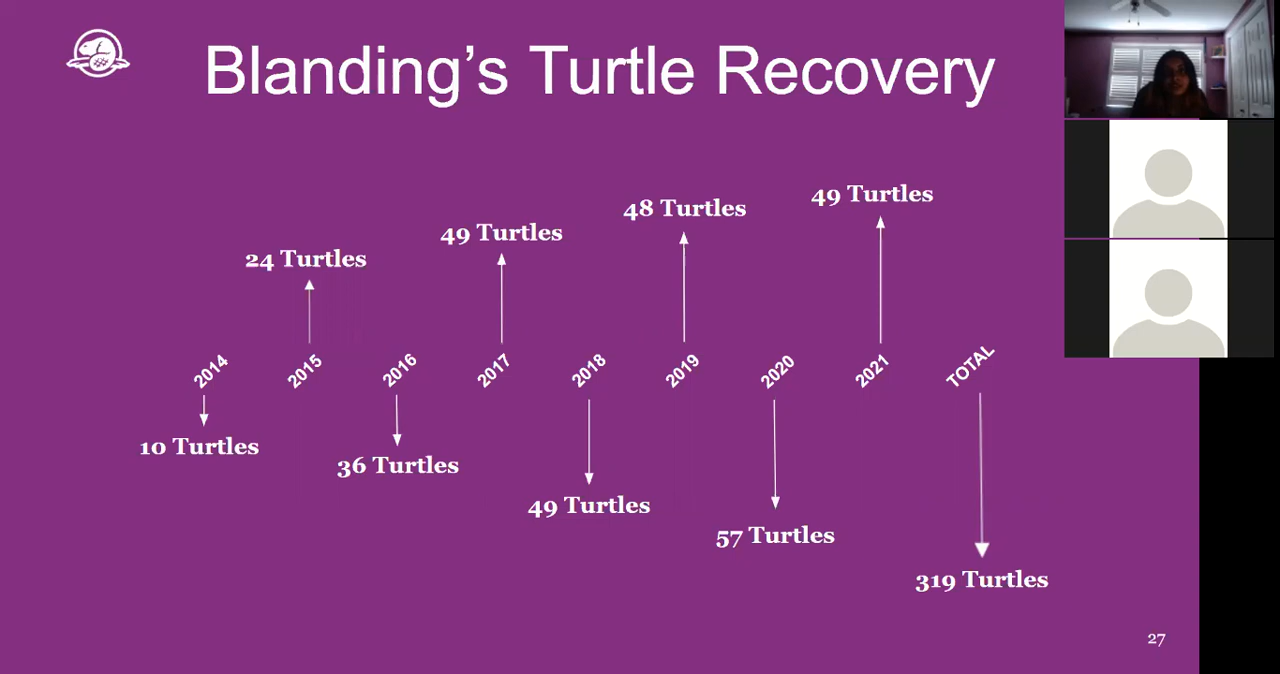 Blanding's Turtle Recovery
49 Turtles
48 Turtles
49 Turtles
24 Turtles
2014
2015
2016
2017
2018
2019
2020
2021
TOTAL
10 Turtles
36 Turtles
49 Turtles
57 Turtles
319 Turtles
27